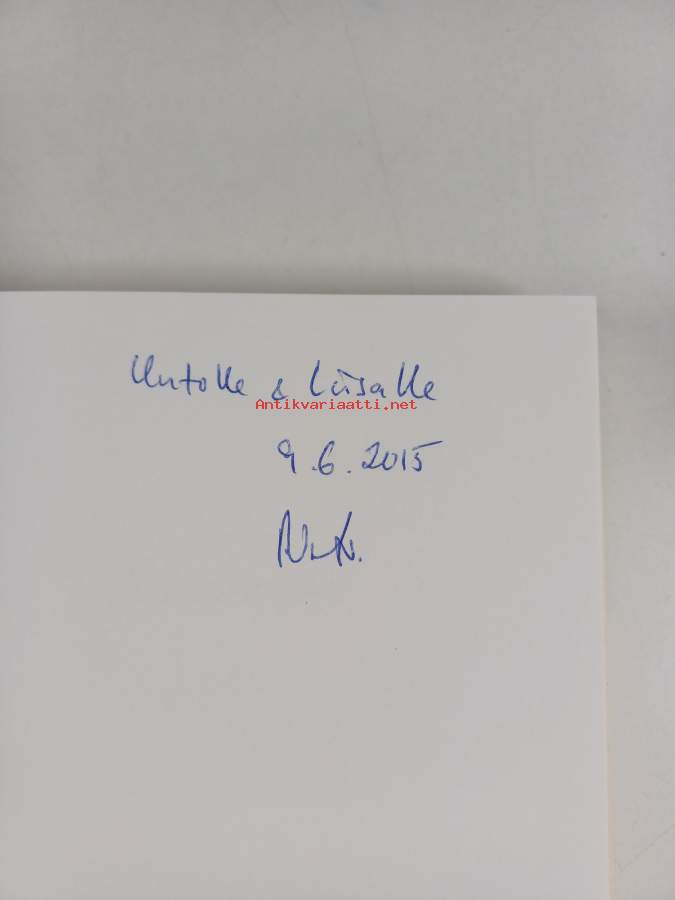 Untolle & Liisalle
Antikvariaatti.net
9.6.2015